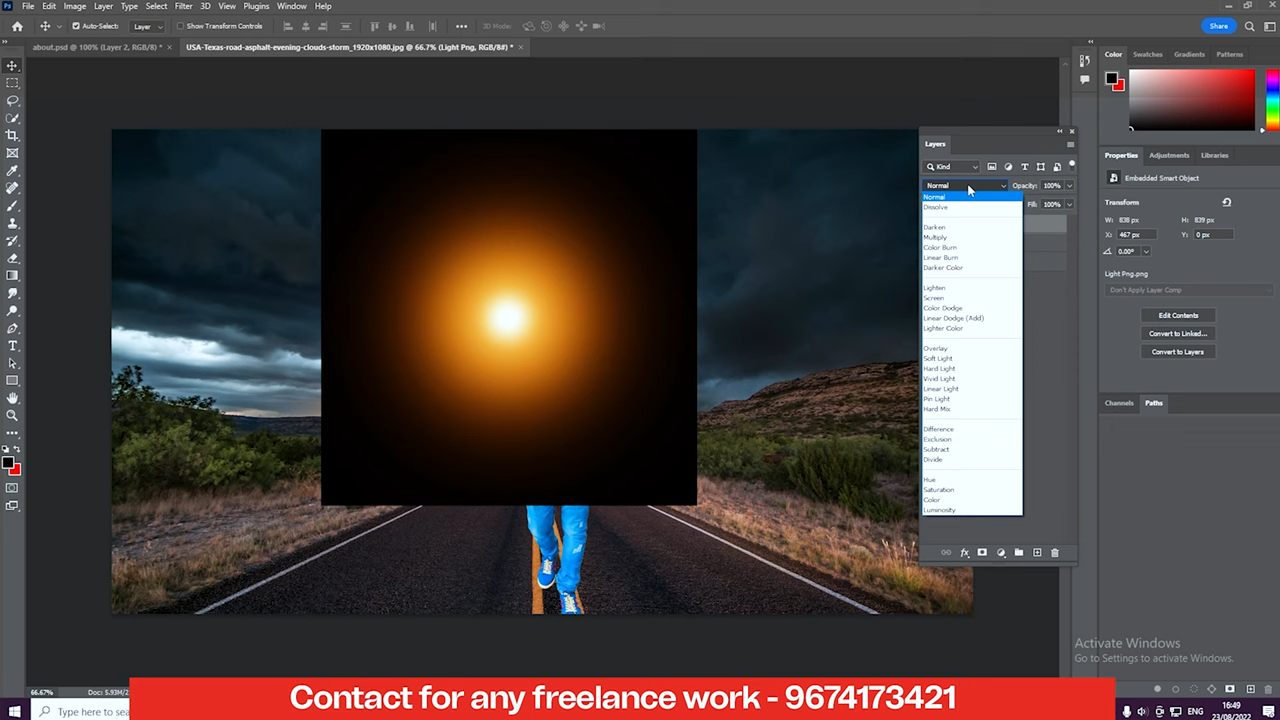 Ps File Edit Image Layer Type Select Filter 3D View Plugins Window Help
Auto-Select: Layer Show Transform Controls 3D Mode: Share
about.psd @ 100% (Layer 2, RGB/8) * × USA-Texas-road-asphalt-evening-clouds-storm_1920x1080.jpg @ 66.7% (Light Png, RGB/8#) * ×
Color Swatches Gradients Patterns
Layers
Kind
Normal Opacity: 100%
Fill: 100%
Normal
Dissolve
Darken
Multiply
Color Burn
Linear Burn
Darker Color
Lighten
Screen
Color Dodge
Linear Dodge (Add)
Lighter Color
Overlay
Soft Light
Hard Light
Vivid Light
Linear Light
Pin Light
Hard Mix
Difference
Exclusion
Subtract
Divide
Hue
Saturation
Color
Luminosity
fx
Properties Adjustments Libraries
Embedded Smart Object
Transform
W: 838 px H: 839 px
X: 467 px Y: 0 px
0.00°
Light Png.png
Don't Apply Layer Comp
Edit Contents
Convert to Linked...
Convert to Layers
Channels Paths
Activate Windows
Go to Settings to activate Windows.
66.67% Doc: 5.93M/
Contact for any freelance work - 9674173421
Type here to sea
ENG
16:49
23/08/2022